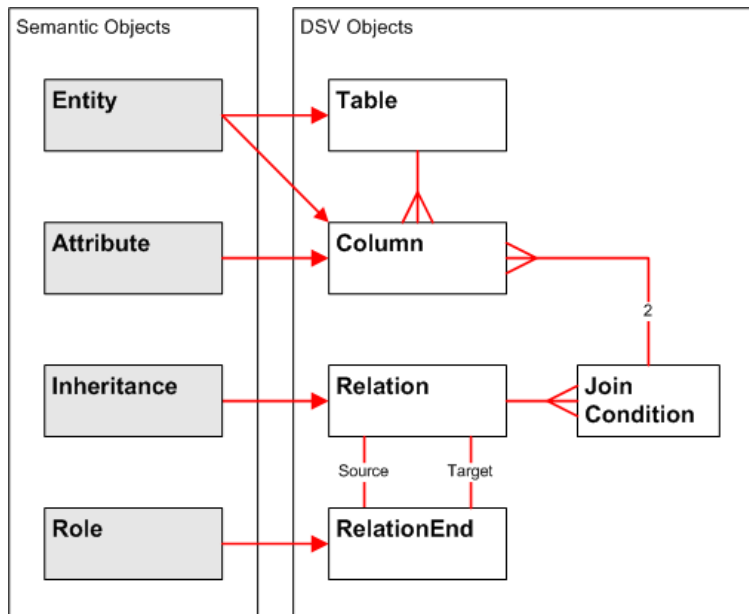 Semantic Objects
DSV Objects
Entity
Table
Attribute
Column
2
Inheritance
Relation
Join
Condition
Source
Target
Role
RelationEnd